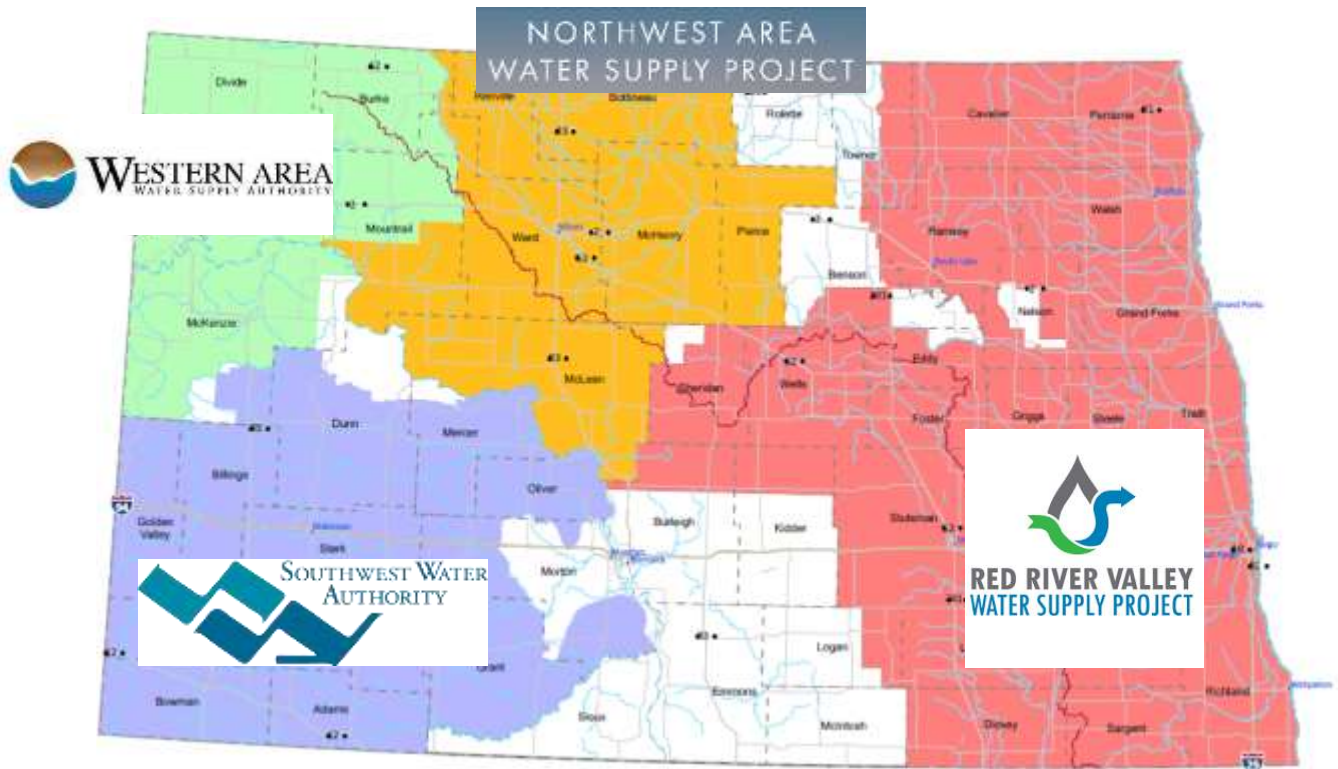 NORTHWEST AREA
WATER SUPPLY PROJECT
Divide
Burke
Bottineau
Rolette
Towner
Cavalier
Pembina
WESTERN AREA
WATER SUPPLY AUTHORITY
Mountrail
Ward
McHenry
Pierce
Benson
Ramsey
Walsh
McKenzie
Nelson
Grand Forks
Grand Forks
McLean
Sheridan
Wells
Eddy
Foster
Griggs
Steele
Traill
Dunn
Mercer
Billings
Oliver
Golden
Valley
Stark
Burleigh
Kidder
Stutsman
Morton
SOUTHWEST WATER
AUTHORITY
RED RIVER VALLEY
WATER SUPPLY PROJECT
Grant
Logan
Bowman
Adams
Sioux
Emmons
McIntosh
Dickey
Sargent
Richland